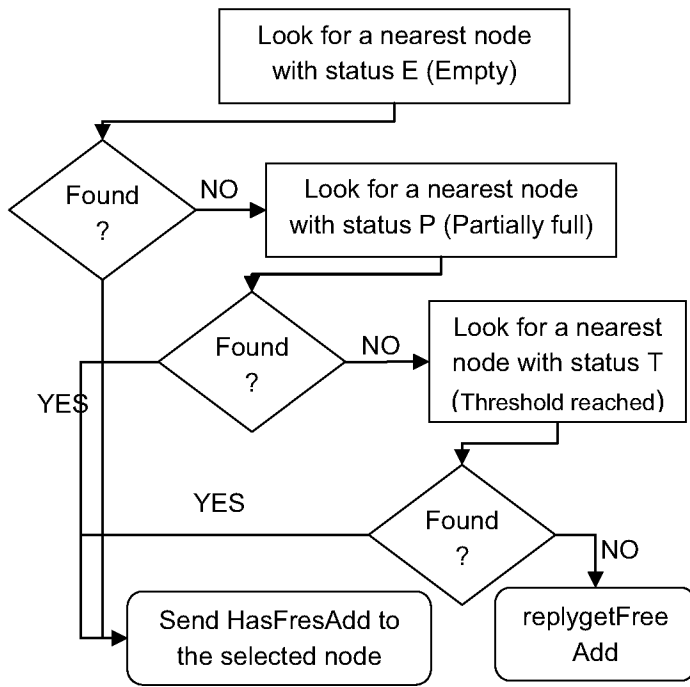 Look for a nearest node
with status E (Empty)
Found
?
NO
Look for a nearest node
with status P (Partially full)
Found
?
NO
Look for a nearest
node with status T
(Threshold reached)
YES
Found
?
YES
NO
Send HasFresAdd to
the selected node
replygetFree
Add